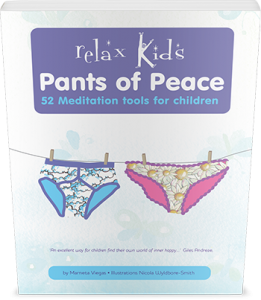 relax Kids
Pants of Peace
52 Meditation tools for children
"An excellent way for children find their own world of inner happy..." Giles Andreae.
by Marneta Viegas • Illustrations Nicola Wyldbore-Smith